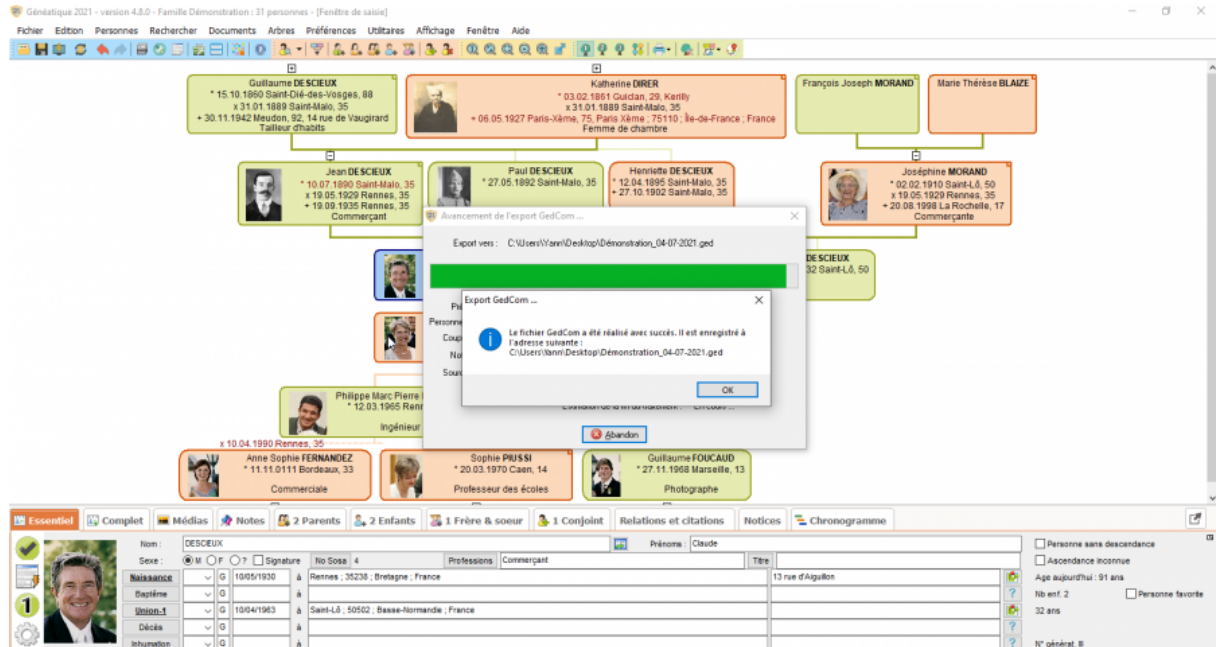 Généatique 2021 - version 4.8.0 - Famille Démonstration : 31 personnes - [Fenêtre de saisie]
Fichier Edition Personnes Rechercher Documents Arbres Préférences Utilitaires Affichage Fenêtre Aide
Guillaume DESCIEUX
* 15.10.1860 Saint-Dié-des-Vosges, 88
x 31.01.1889 Saint-Malo, 35
+ 30.11.1942 Meudon, 92, 14 rue de Vaugirard
Tailleur d'habits
Katherine DIRER
* 03.02.1861 Guiclan, 29, Kerilly
x 31.01.1889 Saint-Malo, 35
+ 06.05.1927 Paris-Xème, 75, Paris Xème ; 75110 ; Île-de-France ; France
Femme de chambre
François Joseph MORAND
Marie Thérèse BLAIZE
Jean DESCIEUX
* 10.07.1890 Saint-Malo, 35
x 19.05.1929 Rennes, 35
+ 19.09.1935 Rennes, 35
Commerçant
Paul DESCIEUX
* 27.05.1892 Saint-Malo, 35
Henriette DESCIEUX
* 12.04.1895 Saint-Malo, 35
+ 27.10.1902 Saint-Malo, 35
Joséphine MORAND
* 02.02.1910 Saint-Lô, 50
x 19.05.1929 Rennes, 35
+ 20.08.1998 La Rochelle, 17
Commerçante
DESCIEUX
32 Saint-Lô, 50
Avancement de l'export GedCom ...
Export vers : C:\Users\Yann\Desktop\Démonstration_04-07-2021.ged
Export GedCom ...
Le fichier GedCom a été réalisé avec succès. Il est enregistré à
l'adresse suivante :
C:\Users\Yann\Desktop\Démonstration_04-07-2021.ged
OK
Abandon
Philippe Marc Pierre
* 12.03.1965 Renn
Ingénieur
x 10.04.1990 Rennes, 35
Anne Sophie FERNANDEZ
* 11.11.0111 Bordeaux, 33
Commerciale
Sophie PIUSSI
* 20.03.1970 Caen, 14
Professeur des écoles
Guillaume FOUCAUD
* 27.11.1968 Marseille, 13
Photographe
Essentiel Complet Médias Notes 2 Parents 2 Enfants 1 Frère & soeur 1 Conjoint Relations et citations Notices Chronogramme
Nom : DESCIEUX Prénoms : Claude
Sexe : M F ? Signature No Sosa 4 Professions Commerçant Titre
Naissance G 10/05/1930 à Rennes ; 35238 ; Bretagne ; France 13 rue d'Aiguillon
Baptême G à
Union-1 G 10/04/1963 à Saint-Lô ; 50502 ; Basse-Normandie ; France
Décès G à
Inhumation G à
Personne sans descendance
Ascendance inconnue
Age aujourd'hui : 91 ans
Nb enf. 2 Personne favorite
32 ans
N° générat. III